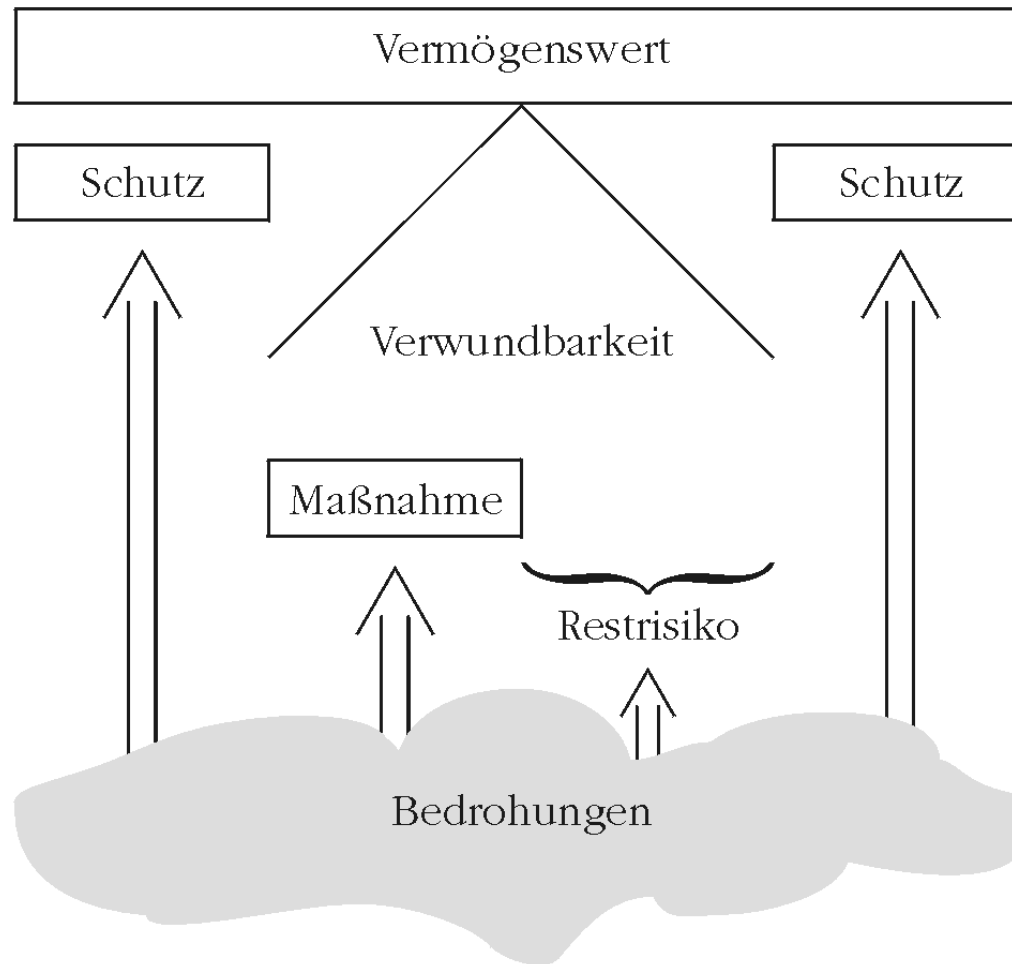 Vermögenswert
Schutz
Schutz
Verwundbarkeit
Maßnahme
Restrisiko
Bedrohungen